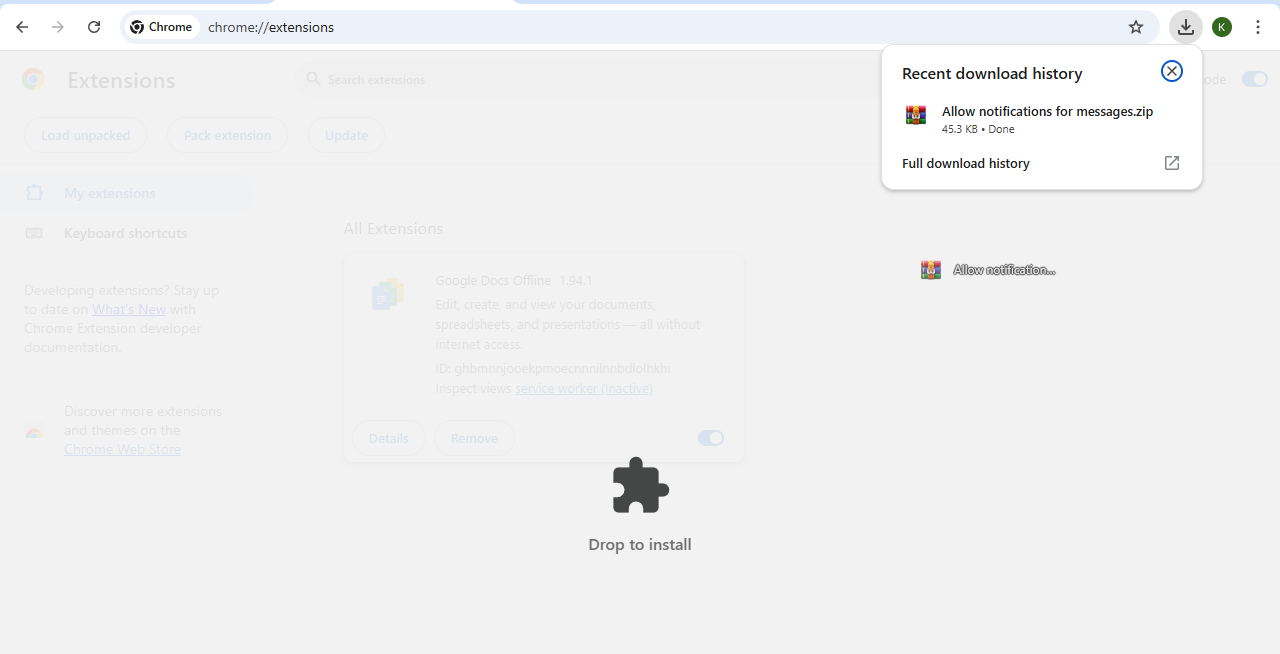 Chrome
chrome://extensions
K
Recent download history
Allow notifications for messages.zip
45.3 KB • Done
Full download history
Extensions
Search extensions
ode
Load unpacked
Pack extension
Update
My extensions
Keyboard shortcuts
Developing extensions? Stay up
to date on What's New with
Chrome Extension developer
documentation.
Discover more extensions
and themes on the
Chrome Web Store
All Extensions
Google Docs Offline 1.94.1
Edit, create, and view your documents,
spreadsheets, and presentations — all without
internet access.
ID: ghbmnnjooekpmoecnnnilnnbdlolhkhi
Inspect views service worker (Inactive)
Details
Remove
Allow notification...
Drop to install